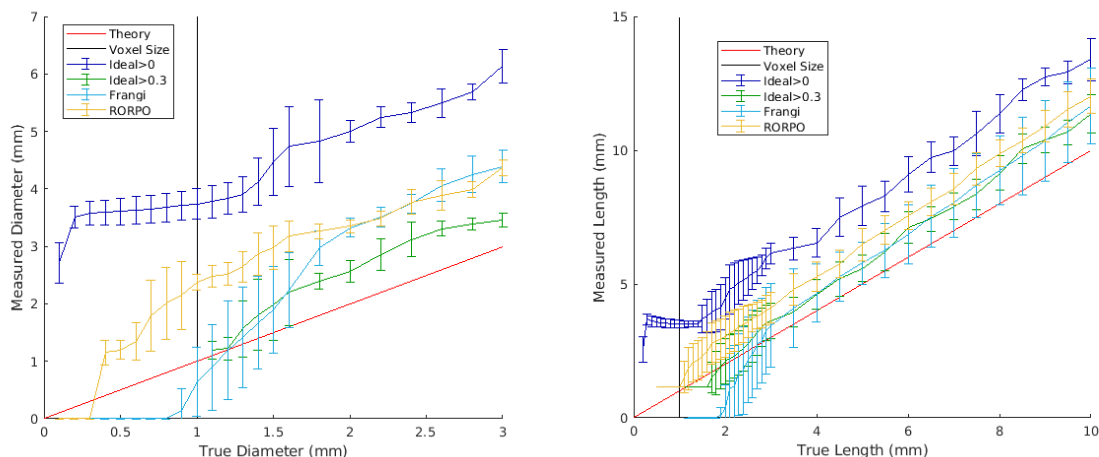 7
6
5
4
3
2
1
0
Measured Diameter (mm)
Theory
Voxel Size
Ideal>0
Ideal>0.3
Frangi
RORPO
0 0.5 1 1.5 2 2.5 3
True Diameter (mm)
15
10
5
0
Measured Length (mm)
Theory
Voxel Size
Ideal>0
Ideal>0.3
Frangi
RORPO
0 2 4 6 8 10
True Length (mm)